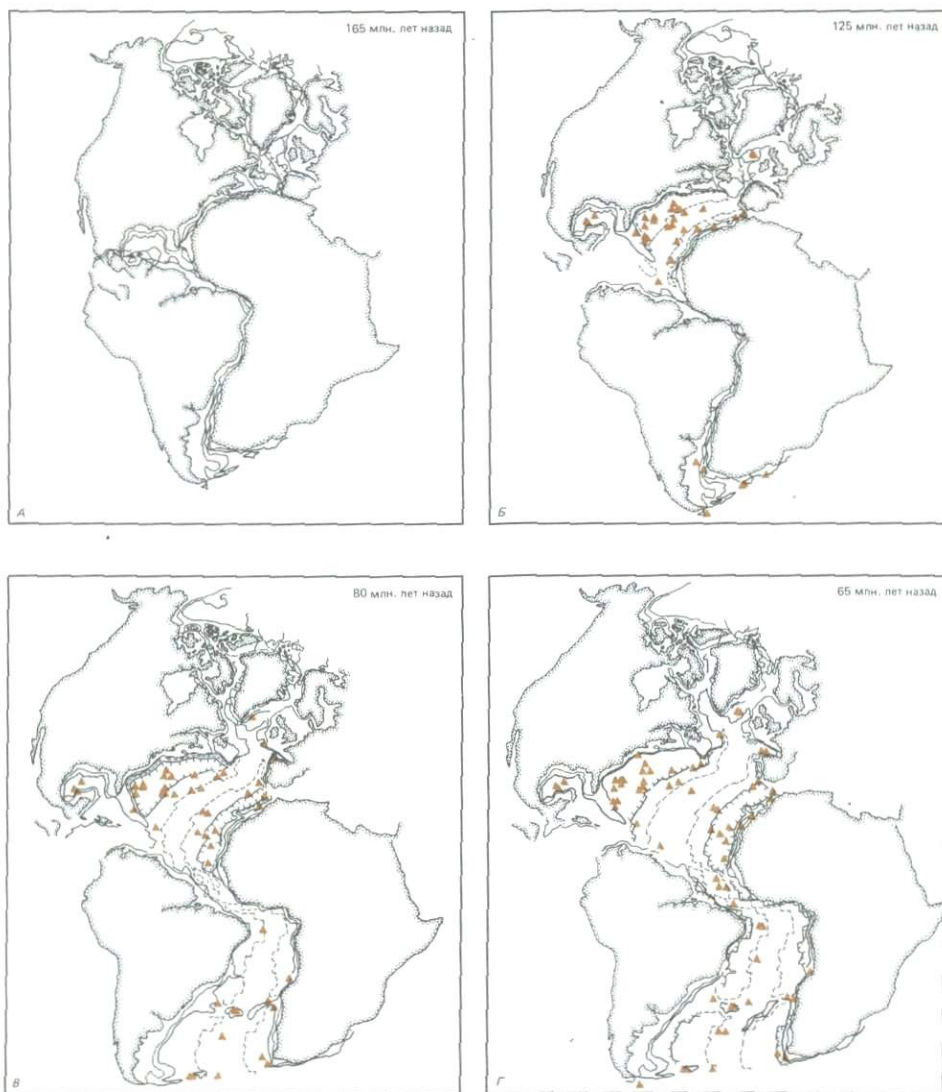 165 млн. лет назад
А
125 млн. лет назад
Б
80 млн. лет назад
В
65 млн. лет назад
Г